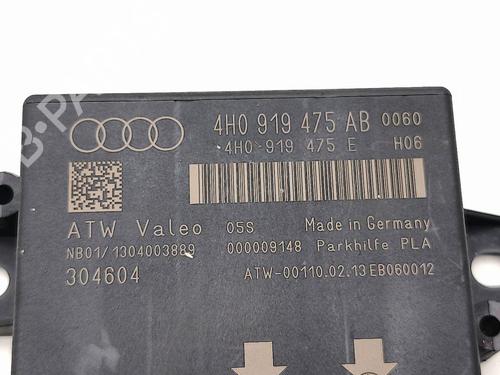 4H0 919 475 AB 0060
4H0 919 475 E H06
ATW Valeo 05S Made in Germany
NB01/1304003889 000009148 Parkhilfe PLA
304604 ATW-00110.02.13EB060012
B-PARTS